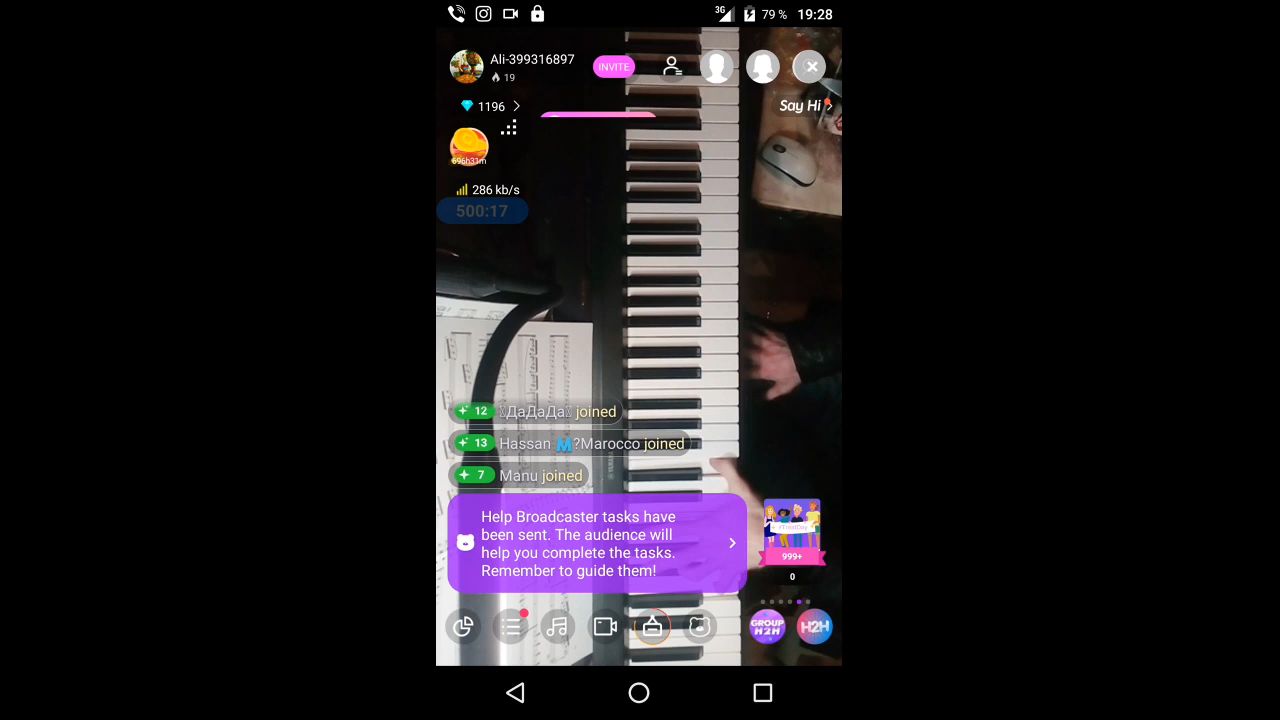 3G
79 %
19:28
Ali-399316897
19
INVITE
1196
Say Hi
696h31m
286 kb/s
500:17
12 ДаДаДа joined
13 Hassan M?Marocco joined
7 Manu joined
Help Broadcaster tasks have
been sent. The audience will
help you complete the tasks.
Remember to guide them!
999+
0
GROUP
H2H
H2H